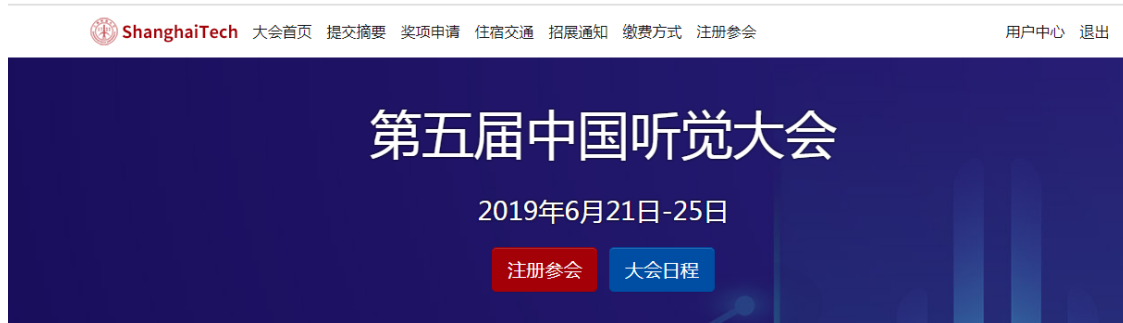 ShanghaiTech 大会首页 提交摘要 奖项申请 住宿交通 招展通知 缴费方式 注册参会 用户中心 退出
第五届中国听觉大会
2019年6月21日-25日
注册参会 大会日程